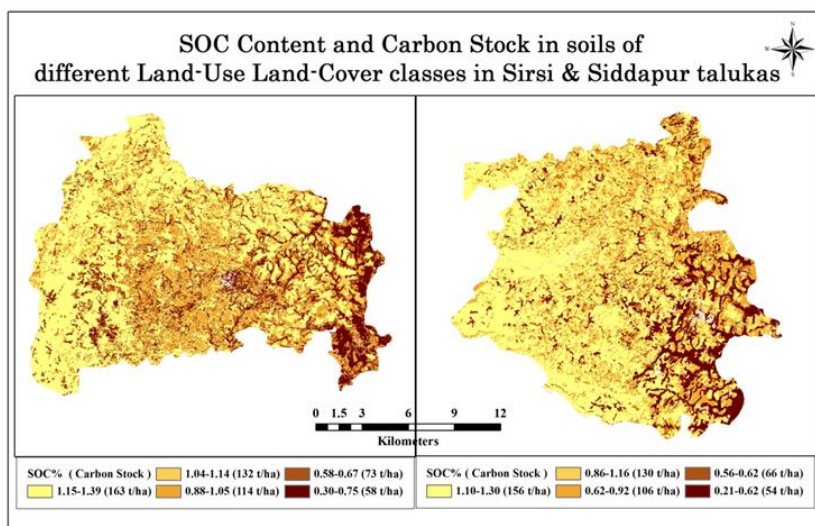 SOC Content and Carbon Stock in soils of
different Land-Use Land-Cover classes in Sirsi & Siddapur talukas
N
W
E
S
0 1.5 3 6 9 12
Kilometers
SOC% ( Carbon Stock ) 1.04-1.14 (132 t/ha) 0.58-0.67 (73 t/ha)
1.15-1.39 (163 t/ha) 0.88-1.05 (114 t/ha) 0.30-0.75 (58 t/ha)
SOC% ( Carbon Stock ) 0.86-1.16 (130 t/ha) 0.56-0.62 (66 t/ha)
1.10-1.30 (156 t/ha) 0.62-0.92 (106 t/ha) 0.21-0.62 (54 t/ha)